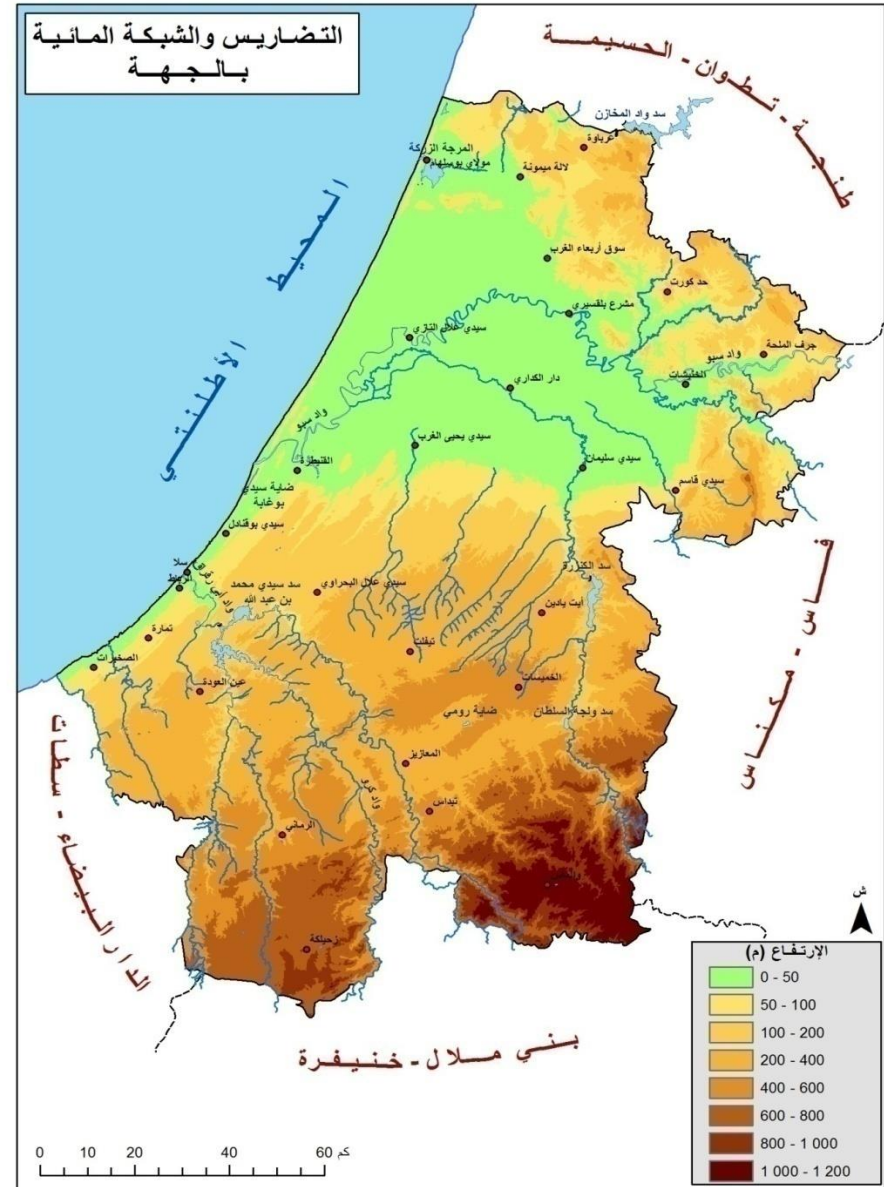 التضاريس والشبكة المائية
بالجهة
طنجة - تطوان - الحسيمة
المحيط
الأطلنتي
سد واد المخازن
عرباوة
المرجة الزركة
مولاي بوسلهام
لالة ميمونة
سوق أربعاء الغرب
حد كورت
مشرع بلقصيري
سيدي علال التازي
جرف الملحة
واد سبو
الخنيشات
دار الكداري
واد سبو
سيدي يحيى الغرب
القنيطرة
سيدي سليمان
سيدي قاسم
ضاية سيدي
بوغابة
سيدي بوقنادل
فاس - مكناس
سلا
الرباط
واد أبي رقراق
سد سيدي محمد
بن عبد الله
سيدي علال البحراوي
سد الكنزرة
أيت يادين
تمارة
تيفلت
الصخيرات
عين العودة
الخميسات
ضاية رومي
سد ولجة السلطان
المعازيز
واد كرو
تيداس
الرماني
زحيلكة
الدار البيضاء - سطات
بني ملال - خنيفرة
ش
الإرتفاع (م)
0 - 50
50 - 100
100 - 200
200 - 400
400 - 600
600 - 800
800 - 1 000
1 000 - 1 200
0 10 20 40 60 كم